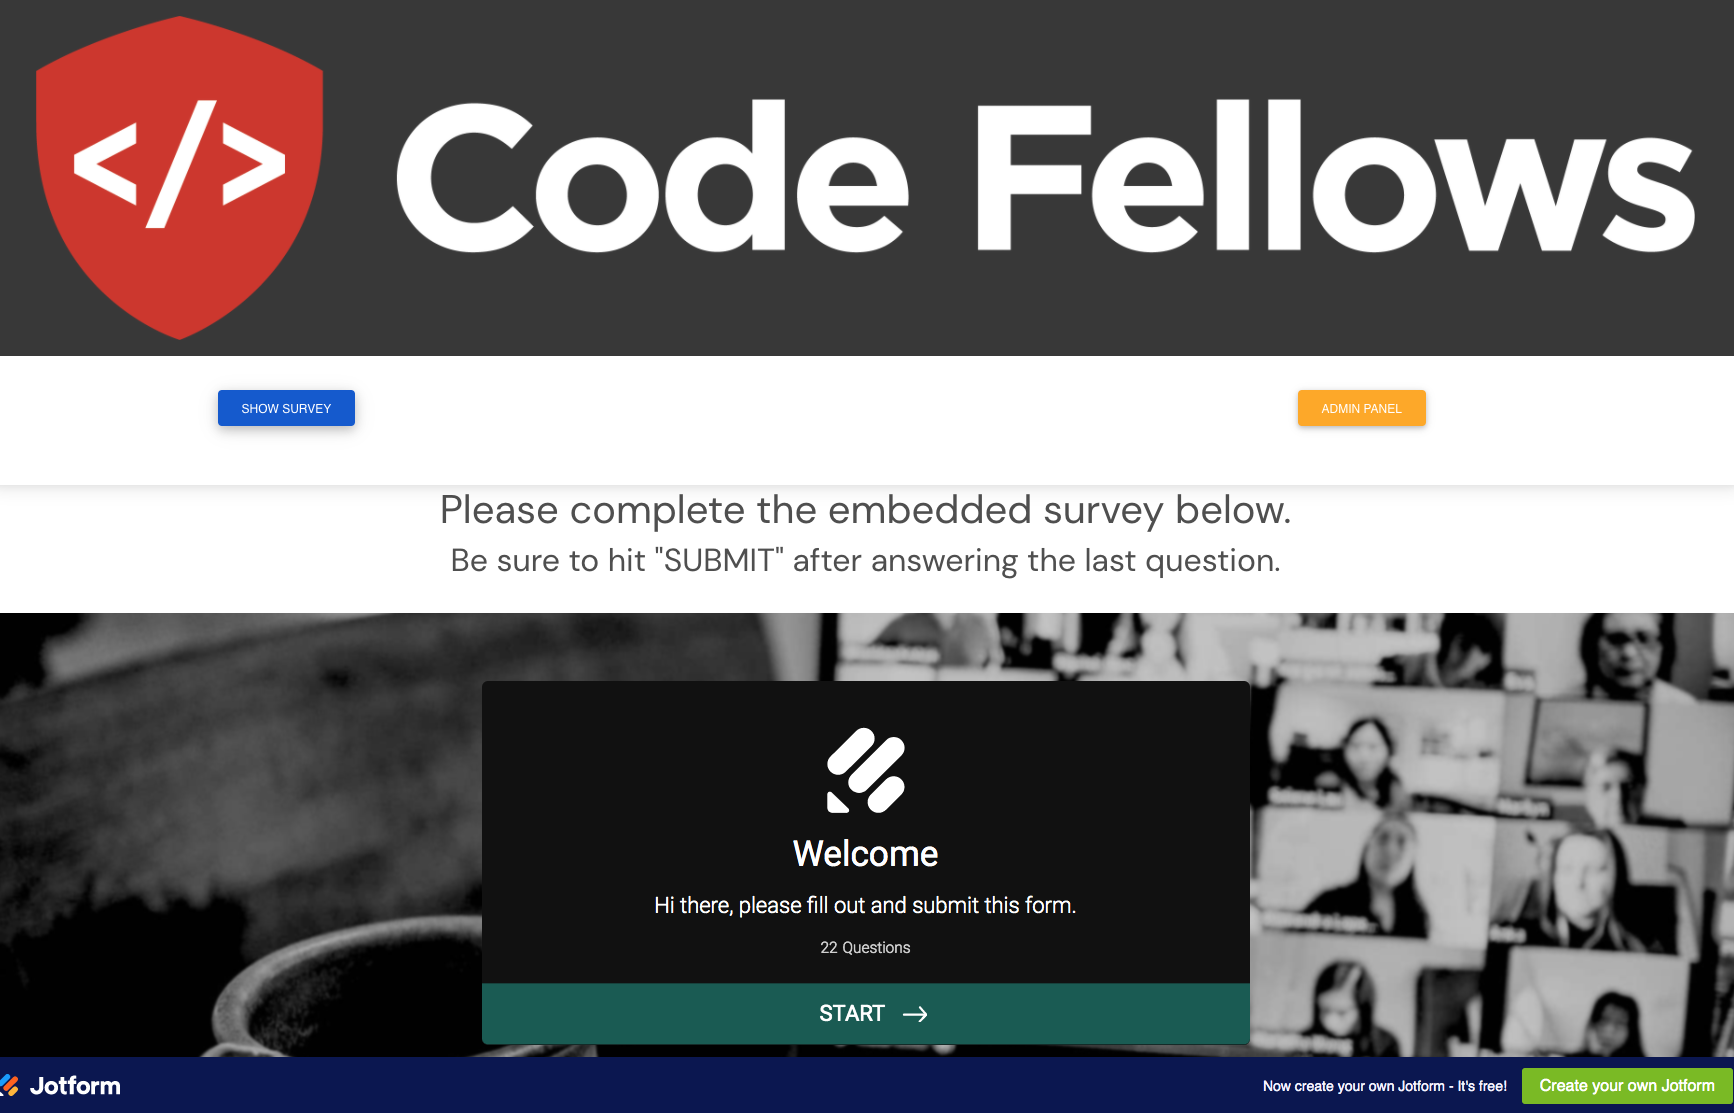 </> Code Fellows
SHOW SURVEY
ADMIN PANEL
Please complete the embedded survey below.
Be sure to hit "SUBMIT" after answering the last question.
Welcome
Hi there, please fill out and submit this form.
22 Questions
START →
Jotform
Now create your own Jotform - It's free!
Create your own Jotform